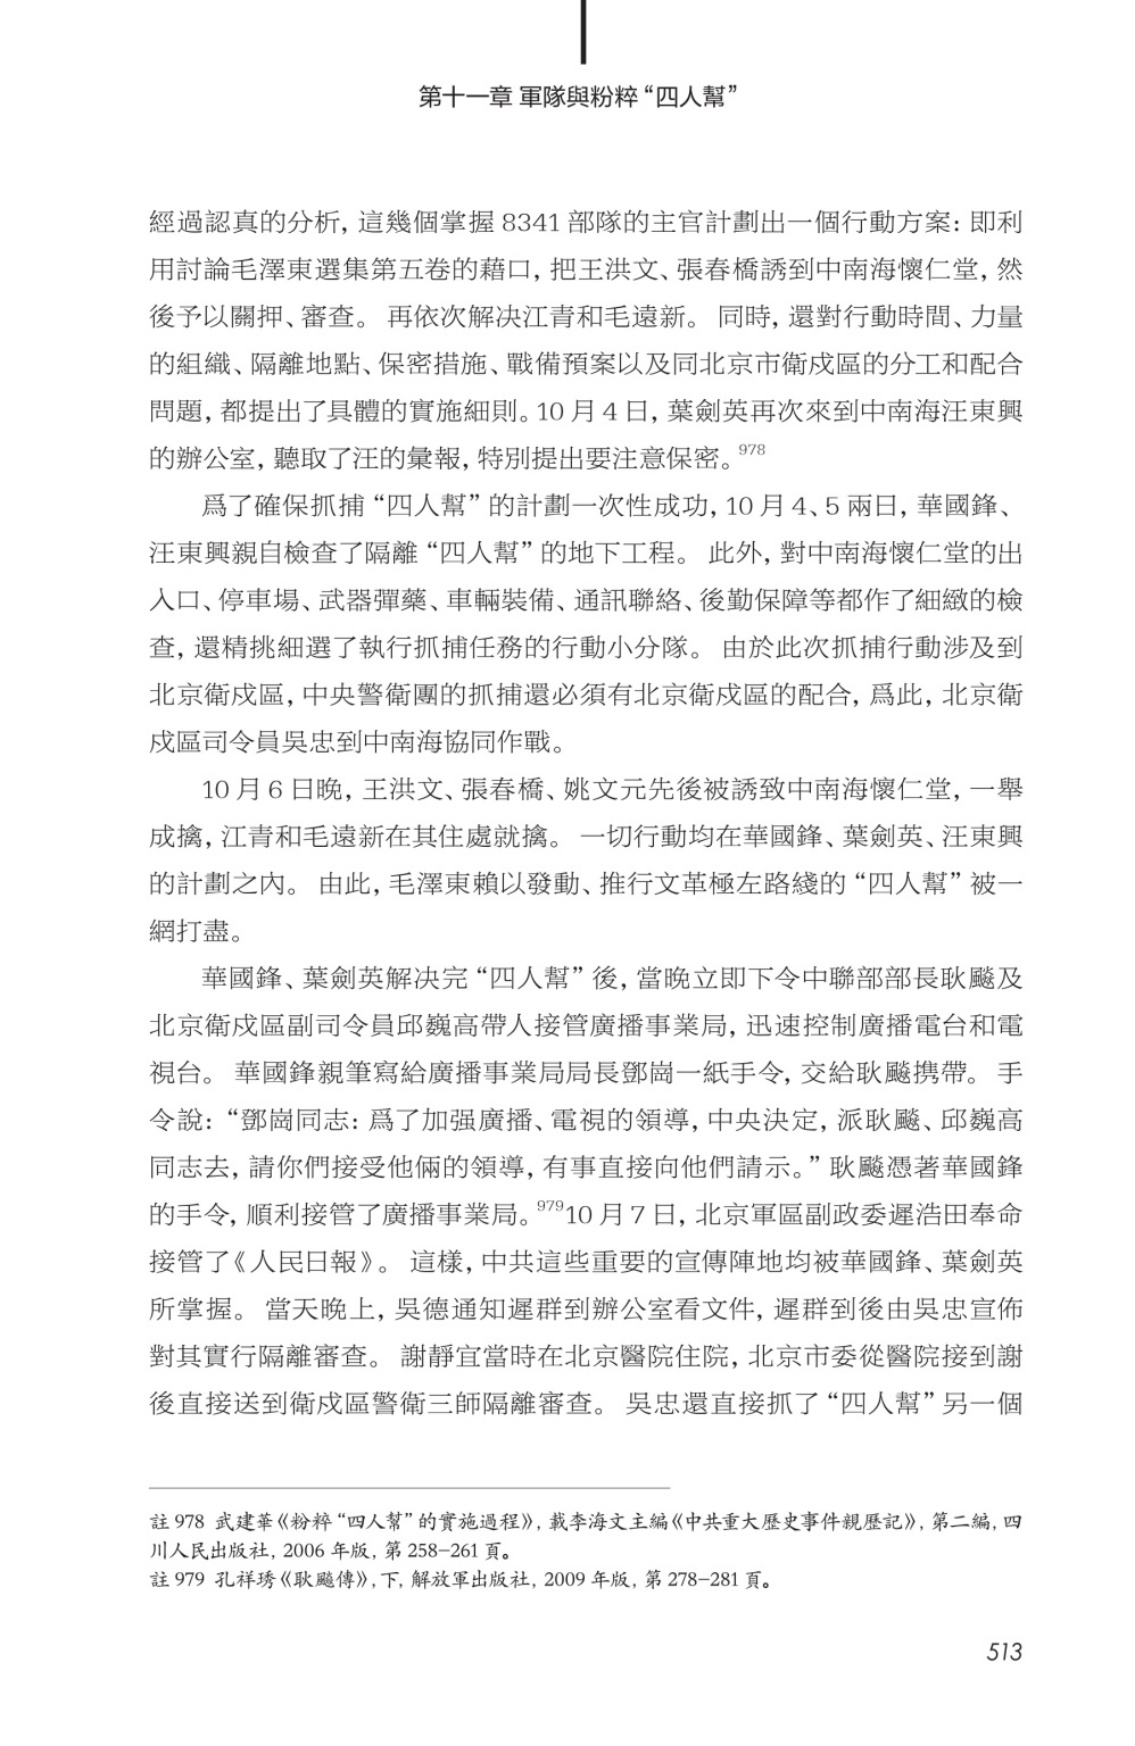 第十一章 軍隊與粉粹“四人幫”
經過認真的分析，這幾個掌握 8341 部隊的主官計劃出一個行動方案：即利
用討論毛澤東選集第五卷的藉口，把王洪文、張春橋誘到中南海懷仁堂，然
後予以關押、審查。 再依次解決江青和毛遠新。 同時，還對行動時間、力量
的組織、隔離地點、保密措施、戰備預案以及同北京市衛戍區的分工和配合
問題，都提出了具體的實施細則。10 月 4 日，葉劍英再次來到中南海汪東興
的辦公室，聽取了汪的彙報，特別提出要注意保密。978
爲了確保抓捕“四人幫”的計劃一次性成功，10 月 4、5 兩日，華國鋒、
汪東興親自檢查了隔離“四人幫”的地下工程。 此外，對中南海懷仁堂的出
入口、停車場、武器彈藥、車輛裝備、通訊聯絡、後勤保障等都作了細緻的檢
查，還精挑細選了執行抓捕任務的行動小分隊。 由於此次抓捕行動涉及到
北京衛戍區，中央警衛團的抓捕還必須有北京衛戍區的配合，爲此，北京衛
戍區司令員吳忠到中南海協同作戰。
10 月 6 日晚，王洪文、張春橋、姚文元先後被誘致中南海懷仁堂，一舉
成擒，江青和毛遠新在其住處就擒。 一切行動均在華國鋒、葉劍英、汪東興
的計劃之內。 由此，毛澤東賴以發動、推行文革極左路綫的“四人幫”被一
網打盡。
華國鋒、葉劍英解決完“四人幫”後，當晚立即下令中聯部部長耿飈及
北京衛戍區副司令員邱巍高帶人接管廣播事業局，迅速控制廣播電台和電
視台。 華國鋒親筆寫給廣播事業局局長鄧崗一紙手令，交給耿飈携帶。 手
令說：“鄧崗同志：爲了加强廣播、電視的領導，中央決定，派耿飈、邱巍高
同志去，請你們接受他倆的領導，有事直接向他們請示。”耿飈憑著華國鋒
的手令，順利接管了廣播事業局。97910 月 7 日，北京軍區副政委遲浩田奉命
接管了《人民日報》。 這樣，中共這些重要的宣傳陣地均被華國鋒、葉劍英
所掌握。 當天晚上，吳德通知遲群到辦公室看文件，遲群到後由吳忠宣佈
對其實行隔離審查。 謝靜宜當時在北京醫院住院，北京市委從醫院接到謝
後直接送到衛戍區警衛三師隔離審查。 吳忠還直接抓了“四人幫”另一個
註 978 武建華《粉粹“四人幫”的實施過程》，載李海文主編《中共重大歷史事件親歷記》，第二編，四
川人民出版社，2006 年版，第 258–261 頁。
註 979 孔祥琇《耿飈傳》，下，解放軍出版社，2009 年版，第 278–281 頁。
513